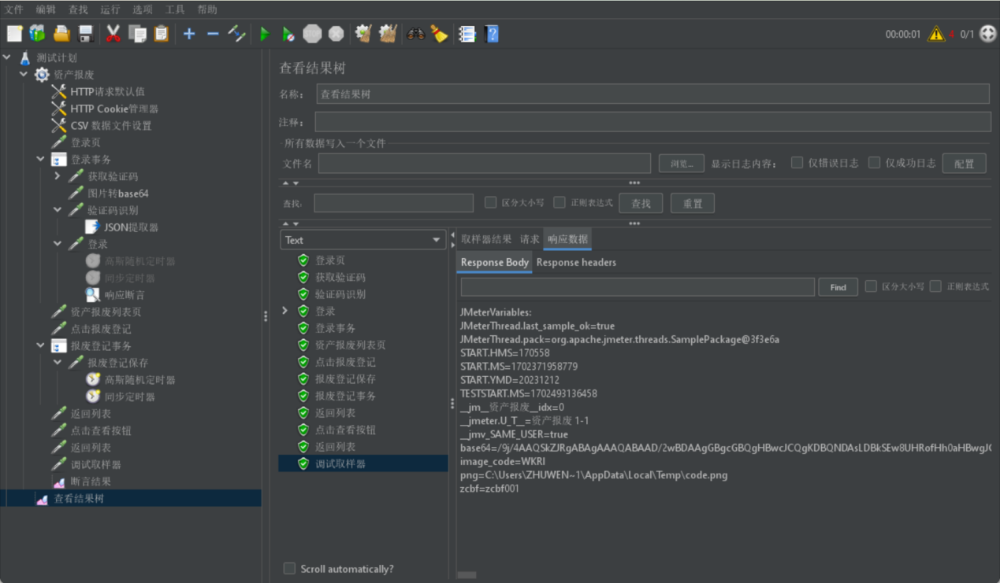 文件 编辑 查找 运行 选项 工具 帮助
00:00:01 4 0/1
测试计划
资产报废
HTTP请求默认值
HTTP Cookie管理器
CSV 数据文件设置
登录页
登录事务
获取验证码
图片转base64
验证码识别
JSON提取器
登录
高斯随机定时器
同步定时器
响应断言
资产报废列表页
点击报废登记
报废登记事务
报废登记保存
高斯随机定时器
同步定时器
返回列表
点击查看按钮
返回列表
调试取样器
断言结果
查看结果树
查看结果树
名称： 查看结果树
注释：
所有数据写入一个文件
文件名 浏览... 显示日志内容： 仅错误日志 仅成功日志 配置
查找: 区分大小写 正则表达式 查找 重置
Text
登录页
获取验证码
验证码识别
登录
登录事务
资产报废列表页
点击报废登记
报废登记保存
报废登记事务
返回列表
点击查看按钮
返回列表
调试取样器
Scroll automatically?
取样器结果 请求 响应数据
Response Body Response headers
Find 区分大小写 正则表达式
JMeterVariables:
JMeterThread.last_sample_ok=true
JMeterThread.pack=org.apache.jmeter.threads.SamplePackage@3f3e6a
START.HMS=170558
START.MS=1702371958779
START.YMD=20231212
TESTSTART.MS=1702493136458
__jm__资产报废__idx=0
__jmeter.U_T__=资产报废 1-1
__jmv_SAME_USER=true
base64=/9j/4AAQSkZJRgABAgAAAQABAAD/2wBDAAgGBgcGBQgHBwcJCQgKDBQNDAsLDBkSEw8UHRofHh0aHBwgJC
image_code=WKRI
png=C:\Users\ZHUWEN~1\AppData\Local\Temp\code.png
zcbf=zcbf001